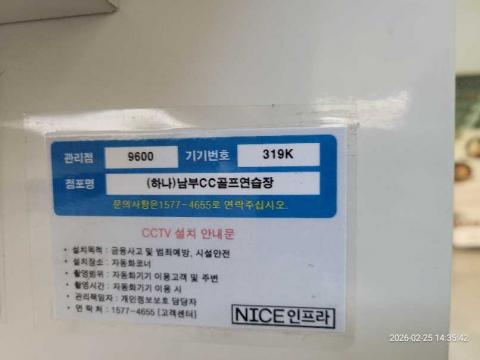 관리점 9600 기기번호 319K
점포명 (하나)남부CC골프연습장
문의사항은1577-4655로 연락주십시오.
CCTV 설치 안내문
• 설치목적 : 금융사고 및 범죄예방, 시설안전
• 설치장소 : 자동화코너
• 촬영범위 : 자동화기기 이용고객 및 주변
• 촬영시간 : 자동화기기 이용 시
• 관리책임자 : 개인정보보호 담당자
• 연 락 처 : 1577-4655 [고객센터]
NICE인프라
2026-02-25 14:35:42